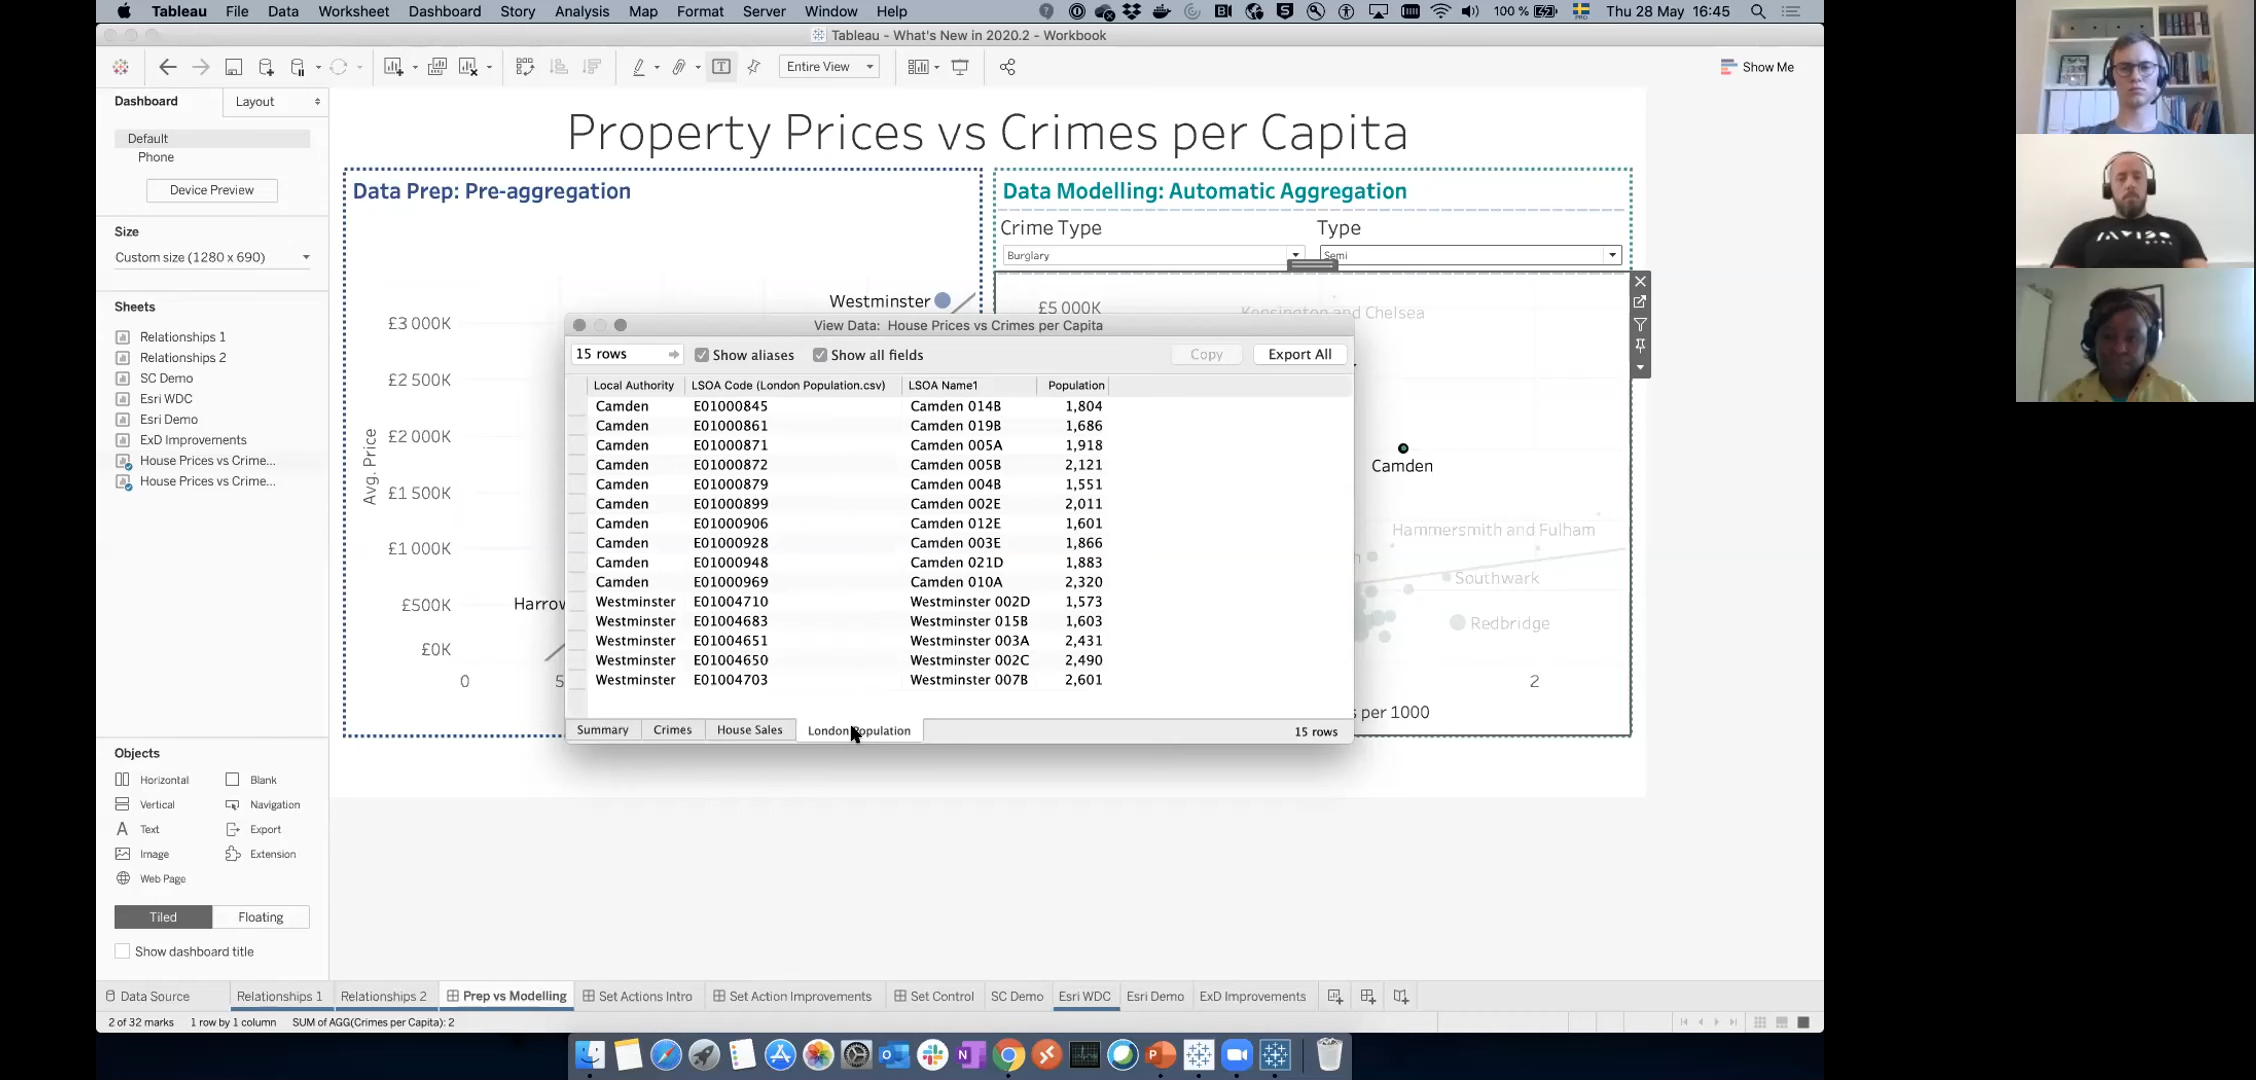 Tableau File Data Worksheet Dashboard Story Analysis Map Format Server Window Help 100 % Thu 28 May 16:45
Tableau - What's New in 2020.2 - Workbook
Entire View Show Me
Dashboard Layout
Default
Phone
Device Preview
Size
Custom size (1280 x 690)
Sheets
Relationships 1
Relationships 2
SC Demo
Esri WDC
Esri Demo
ExD Improvements
House Prices vs Crime...
House Prices vs Crime...
Objects
Horizontal Blank
Vertical Navigation
Text Export
Image Extension
Web Page
Tiled Floating
Show dashboard title
Property Prices vs Crimes per Capita
Data Prep: Pre-aggregation
Westminster
£3 000K
£2 500K
£2 000K
£1 500K
£1 000K
£500K
£0K
Avg. Price
Harrow
0 5
Data Modelling: Automatic Aggregation
Crime Type Type
Burglary Semi
£5 000K Kensington and Chelsea
Camden
Hammersmith and Fulham
Southwark
Redbridge
2
per 1000
View Data: House Prices vs Crimes per Capita
15 rows Show aliases Show all fields Copy Export All
Local Authority LSOA Code (London Population.csv) LSOA Name1 Population
Camden E01000845 Camden 014B 1,804
Camden E01000861 Camden 019B 1,686
Camden E01000871 Camden 005A 1,918
Camden E01000872 Camden 005B 2,121
Camden E01000879 Camden 004B 1,551
Camden E01000899 Camden 002E 2,011
Camden E01000906 Camden 012E 1,601
Camden E01000928 Camden 003E 1,866
Camden E01000948 Camden 021D 1,883
Camden E01000969 Camden 010A 2,320
Westminster E01004710 Westminster 002D 1,573
Westminster E01004683 Westminster 015B 1,603
Westminster E01004651 Westminster 003A 2,431
Westminster E01004650 Westminster 002C 2,490
Westminster E01004703 Westminster 007B 2,601
Summary Crimes House Sales London Population 15 rows
Data Source Relationships 1 Relationships 2 Prep vs Modelling Set Actions Intro Set Action Improvements Set Control SC Demo Esri WDC Esri Demo ExD Improvements
2 of 32 marks 1 row by 1 column SUM of AGG(Crimes per Capita): 2